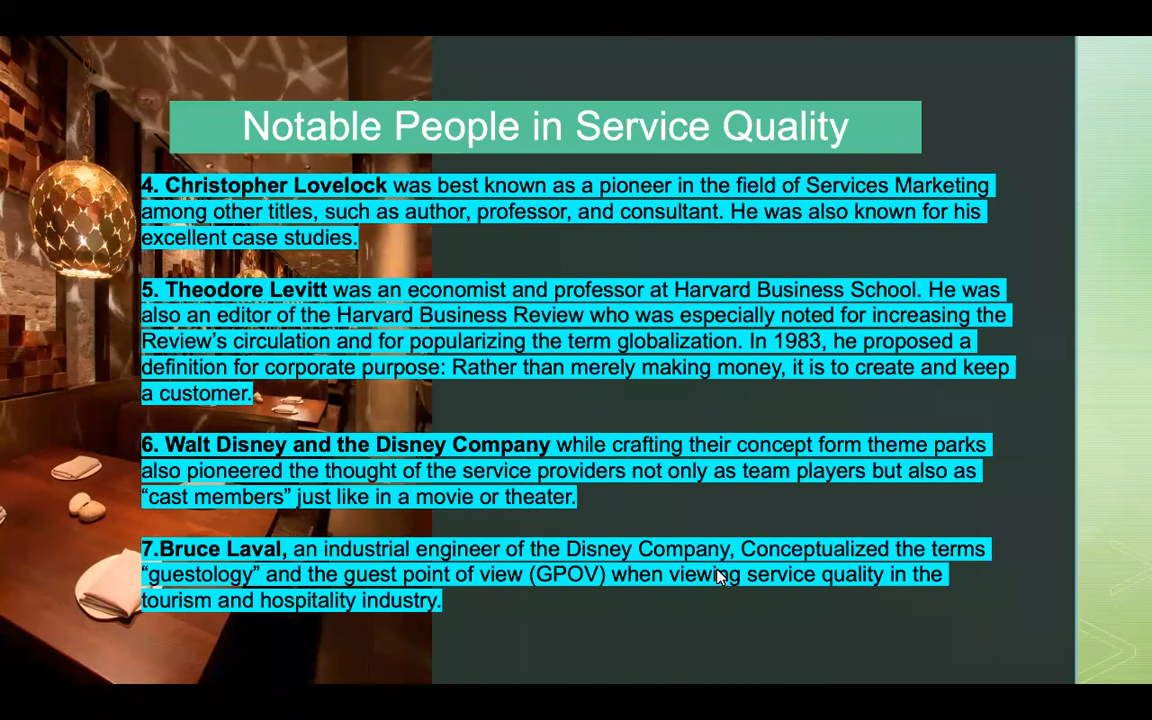 Notable People in Service Quality
4. Christopher Lovelock was best known as a pioneer in the field of Services Marketing
among other titles, such as author, professor, and consultant. He was also known for his
excellent case studies.
5. Theodore Levitt was an economist and professor at Harvard Business School. He was
also an editor of the Harvard Business Review who was especially noted for increasing the
Review’s circulation and for popularizing the term globalization. In 1983, he proposed a
definition for corporate purpose: Rather than merely making money, it is to create and keep
a customer.
6. Walt Disney and the Disney Company while crafting their concept form theme parks
also pioneered the thought of the service providers not only as team players but also as
“cast members” just like in a movie or theater.
7.Bruce Laval, an industrial engineer of the Disney Company, Conceptualized the terms
“guestology” and the guest point of view (GPOV) when viewing service quality in the
tourism and hospitality industry.